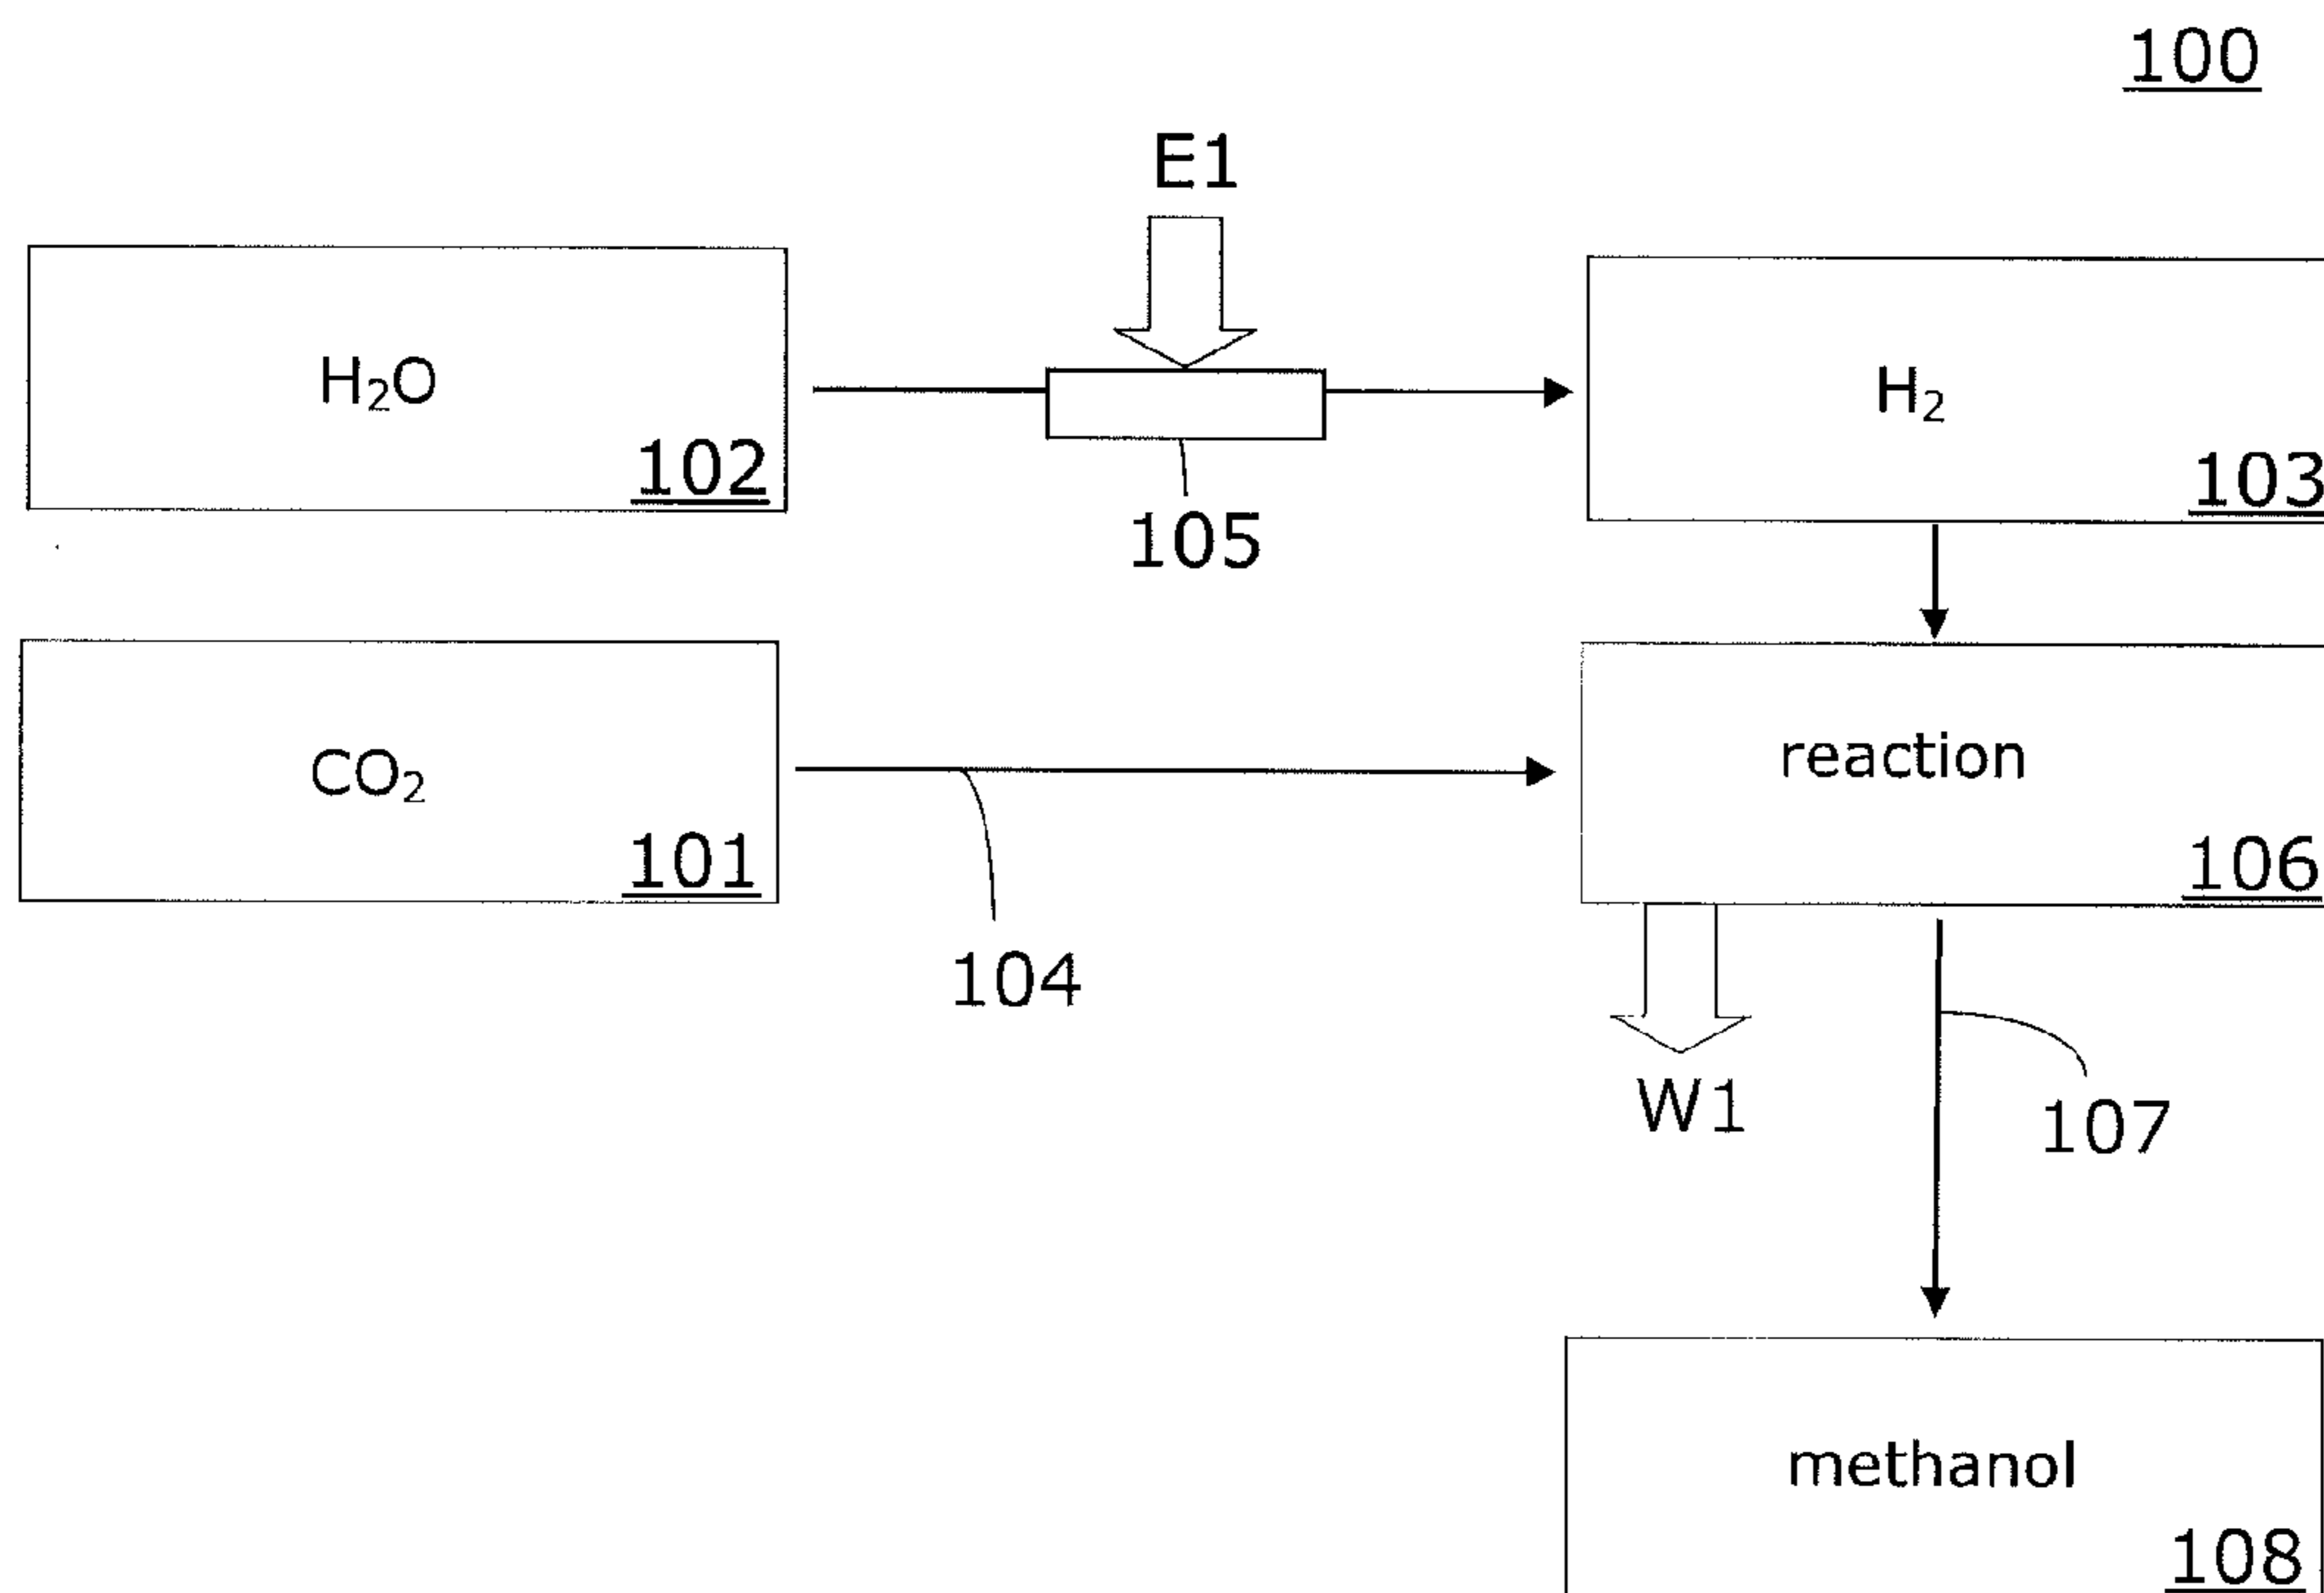 100
E1
H₂O
102
105
H₂
103
CO₂
101
104
reaction
106
W1
107
methanol
108